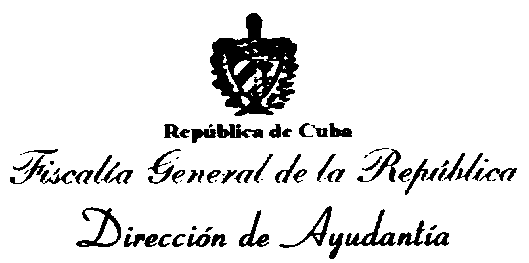 República de Cuba
Fiscalía General de la República
Dirección de Ayudantía